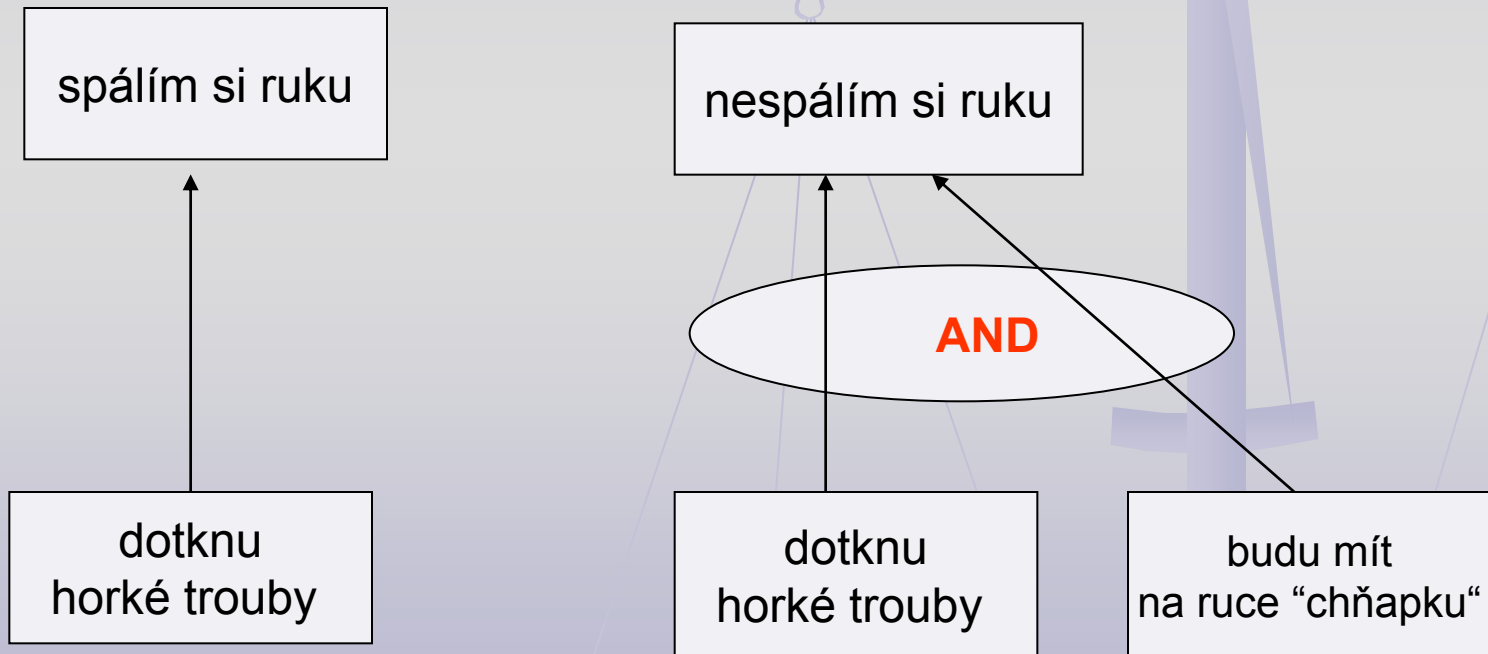 spálím si ruku
nespálím si ruku
AND
dotknu
horké trouby
dotknu
horké trouby
budu mít
na ruce “chňapku“